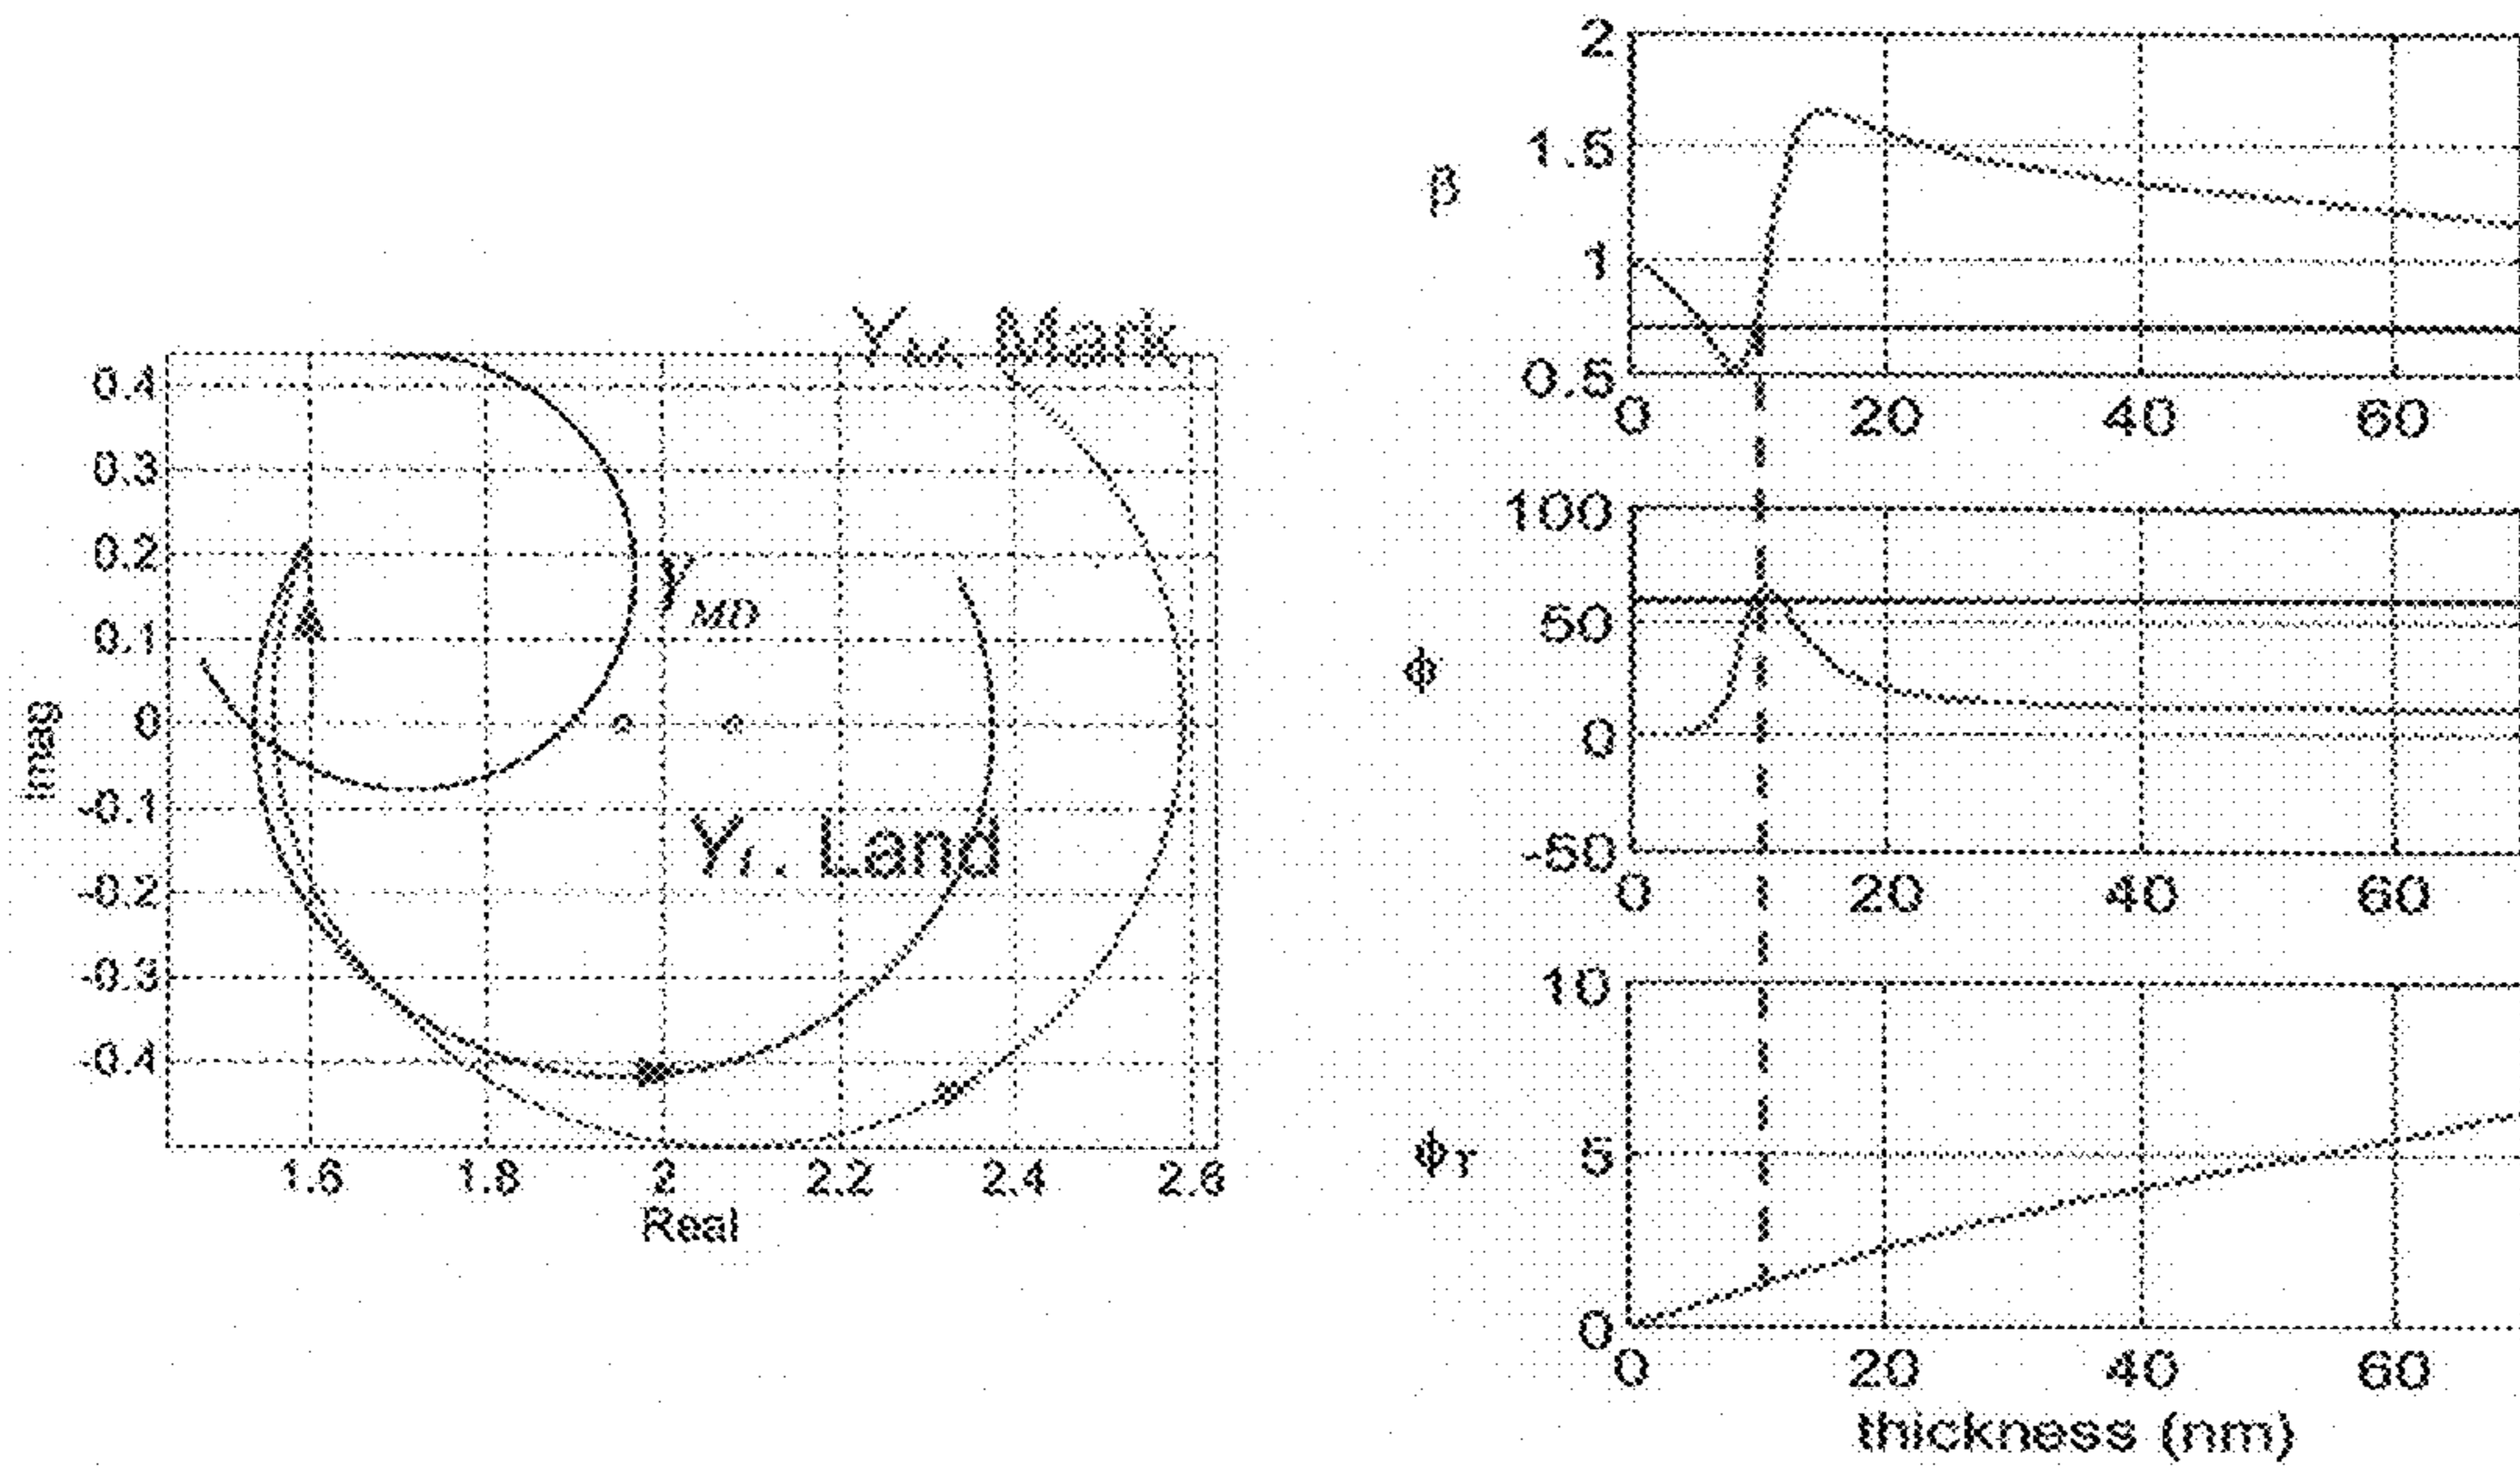 Y_M, Mark
0.4
0.3
0.2
0.1
0
-0.1
-0.2
-0.3
-0.4
imag
Y_MD
Y_L, Land
1.6 1.8 2 2.2 2.4 2.6
Real
2
1.5
1
0.5
β
0 20 40 60
100
50
0
-50
ϕ
0 20 40 60
10
5
0
ϕ_T
0 20 40 60
thickness (nm)